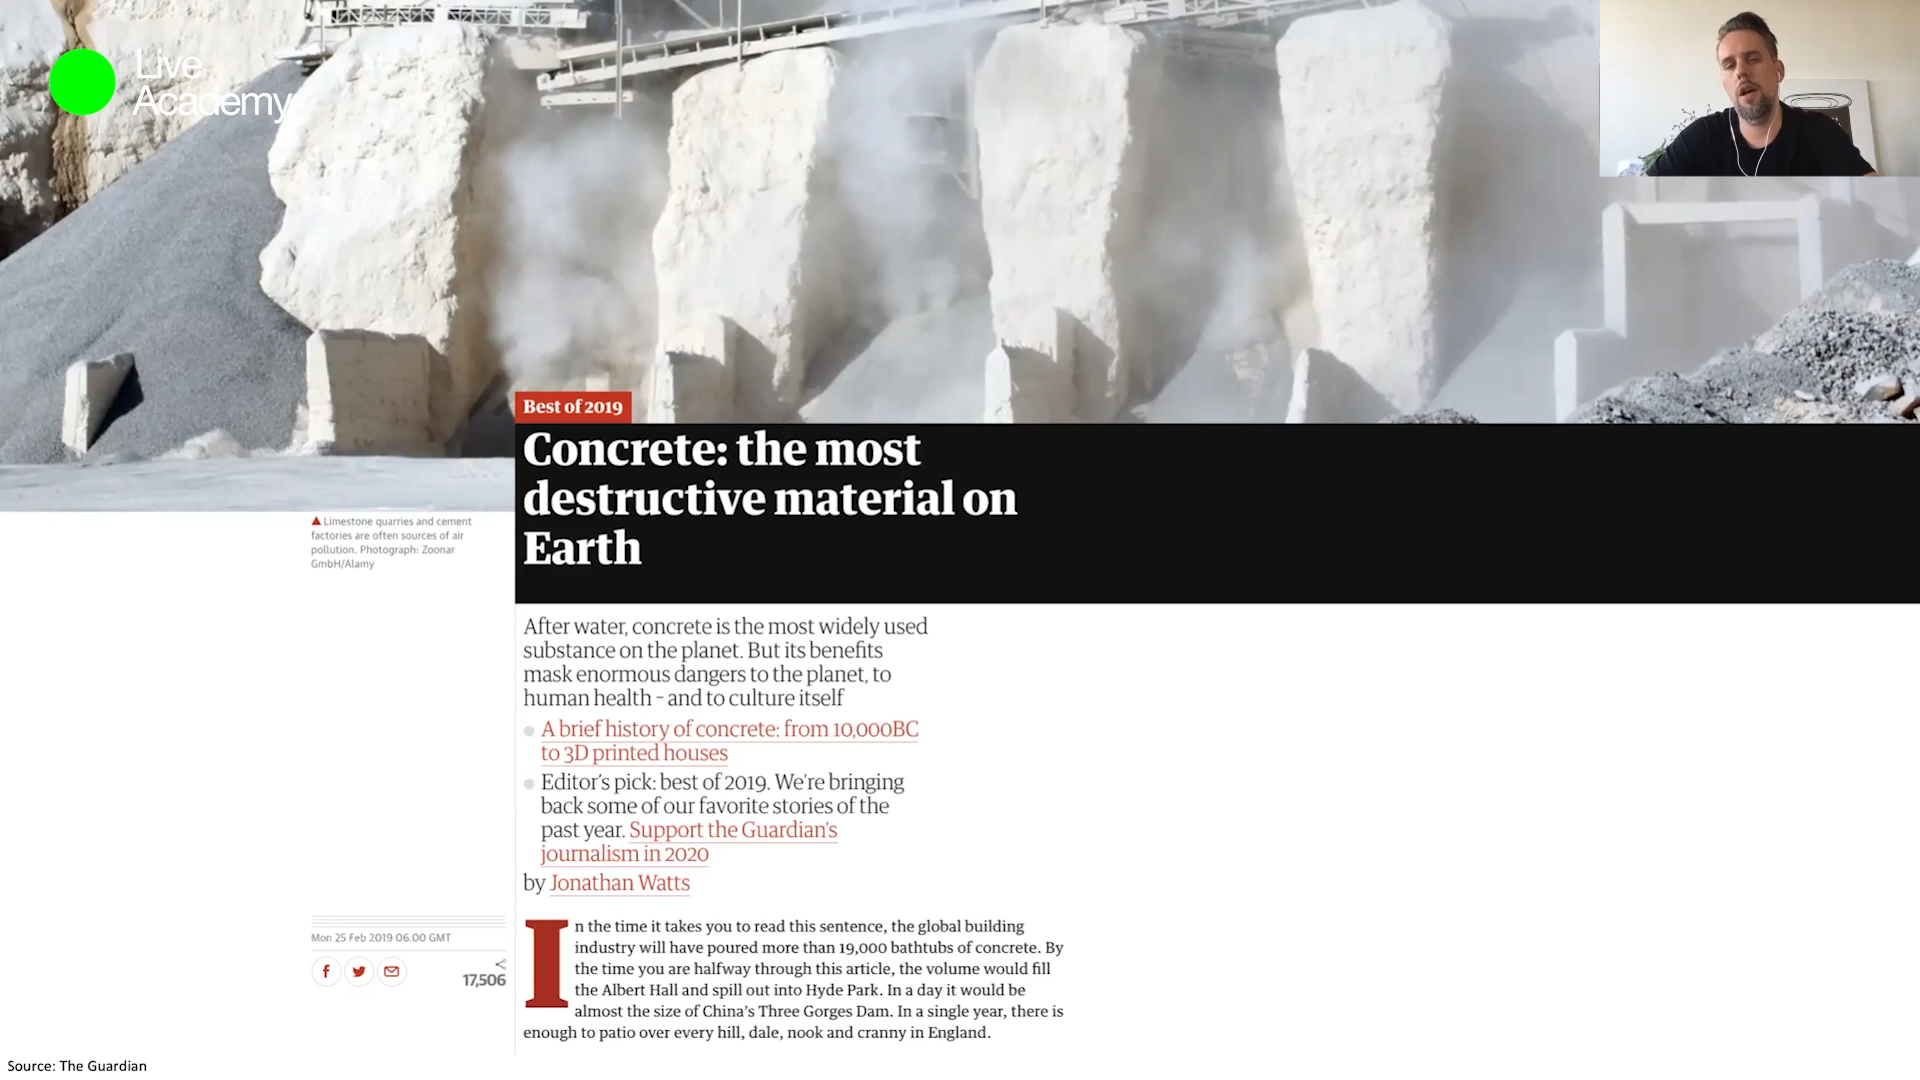 Live
Academy
Best of 2019
Concrete: the most
destructive material on
Earth
Limestone quarries and cement
factories are often sources of air
pollution. Photograph: Zoonar
GmbH/Alamy
After water, concrete is the most widely used
substance on the planet. But its benefits
mask enormous dangers to the planet, to
human health – and to culture itself
A brief history of concrete: from 10,000BC
to 3D printed houses
Editor's pick: best of 2019. We're bringing
back some of our favorite stories of the
past year. Support the Guardian's
journalism in 2020
by Jonathan Watts
Mon 25 Feb 2019 06.00 GMT
17,506
In the time it takes you to read this sentence, the global building
industry will have poured more than 19,000 bathtubs of concrete. By
the time you are halfway through this article, the volume would fill
the Albert Hall and spill out into Hyde Park. In a day it would be
almost the size of China's Three Gorges Dam. In a single year, there is
enough to patio over every hill, dale, nook and cranny in England.
Source: The Guardian